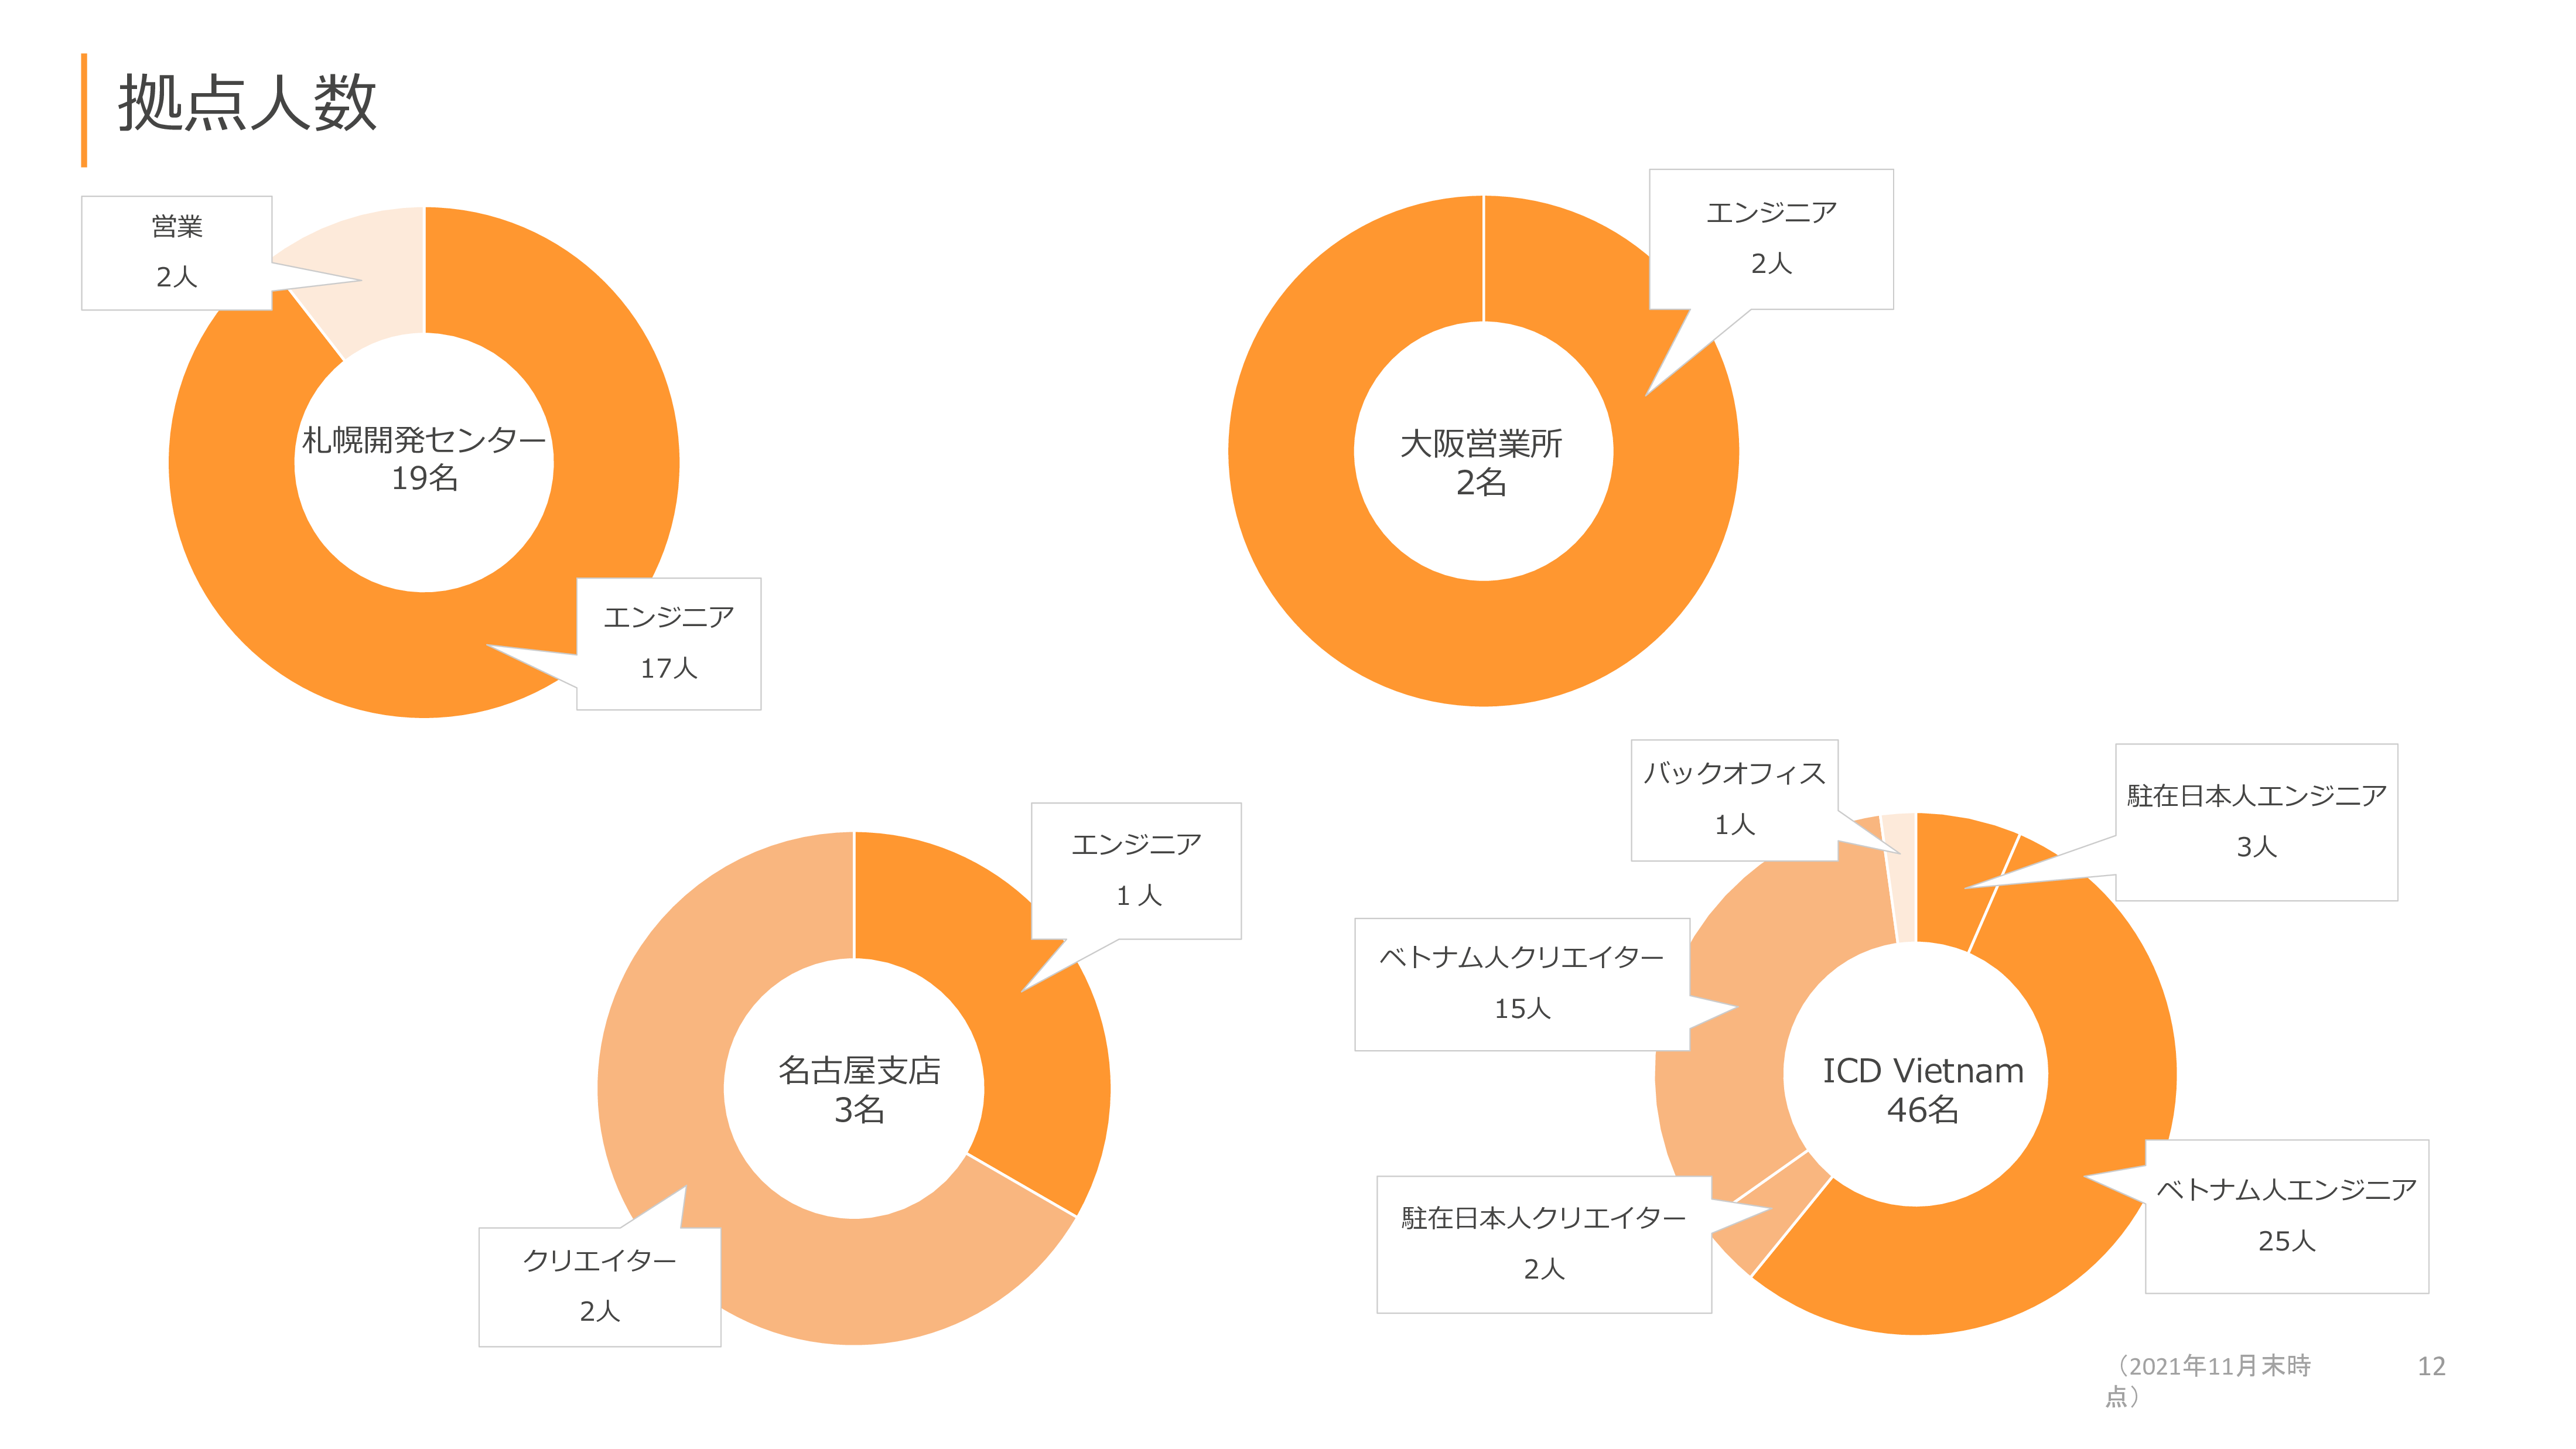 拠点人数
営業
2人
札幌開発センター
19名
エンジニア
17人
エンジニア
2人
大阪営業所
2名
エンジニア
1 人
名古屋支店
3名
クリエイター
2人
バックオフィス
1人
駐在日本人エンジニア
3人
ベトナム人クリエイター
15人
ICD Vietnam
46名
駐在日本人クリエイター
2人
ベトナム人エンジニア
25人
（2021年11月末時
点）
12